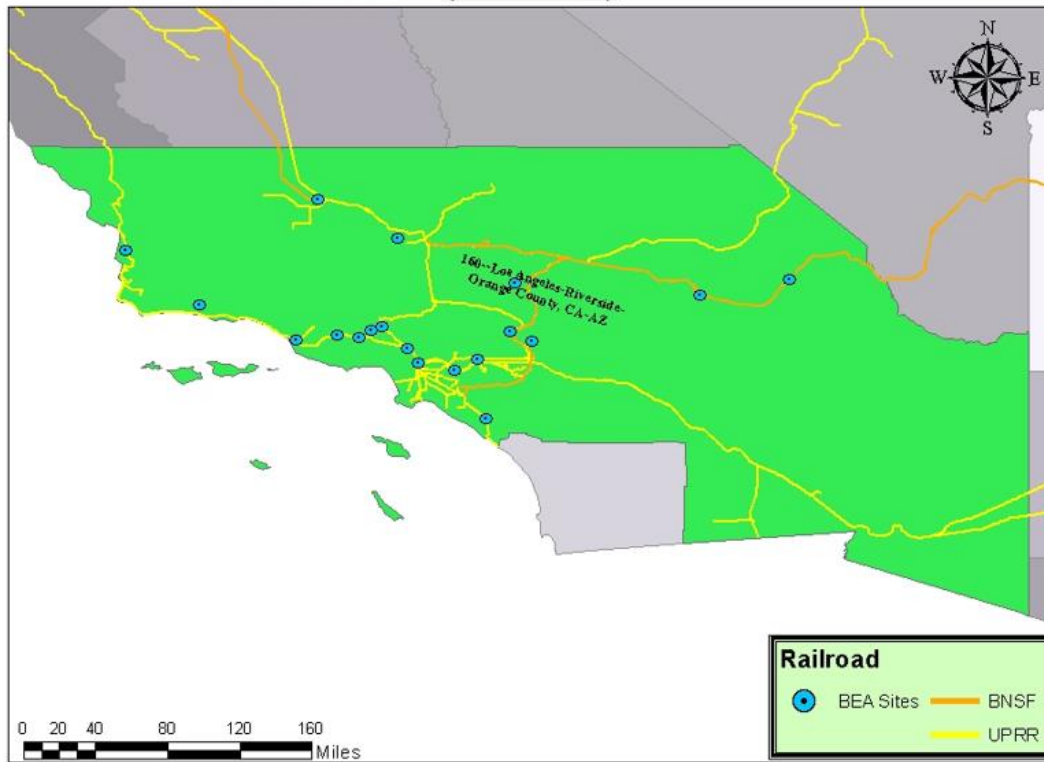 N
W E
S
160--Los Angeles-Riverside-
Orange County, CA-AZ
Railroad
BEA Sites
BNSF
UPRR
0 20 40 80 120 160
Miles